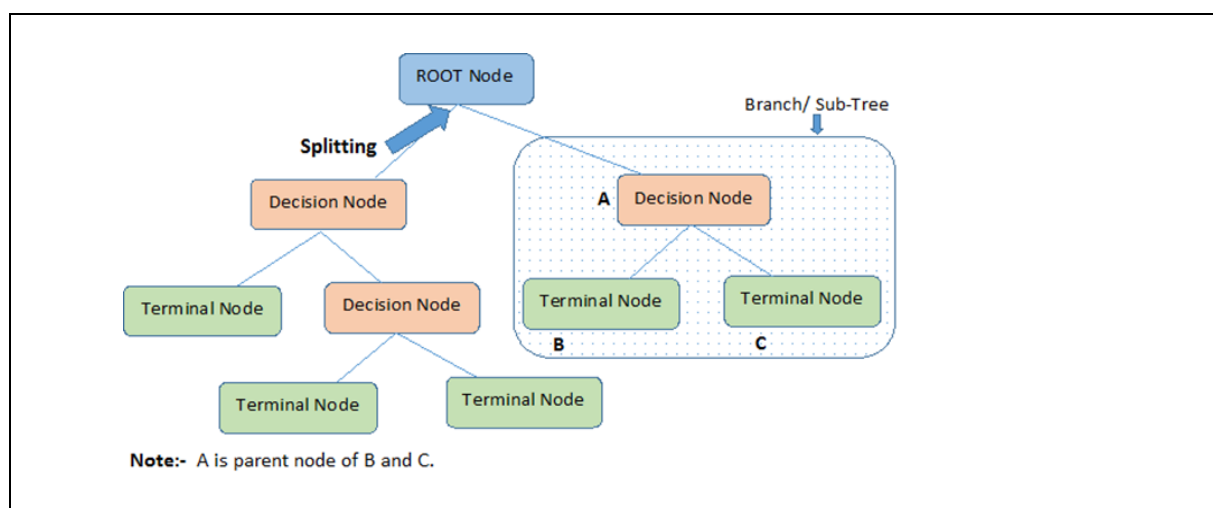 ROOT Node
Branch/ Sub-Tree
Splitting
Decision Node
A
Decision Node
Terminal Node
Decision Node
Terminal Node
Terminal Node
B
C
Terminal Node
Terminal Node
Note:- A is parent node of B and C.